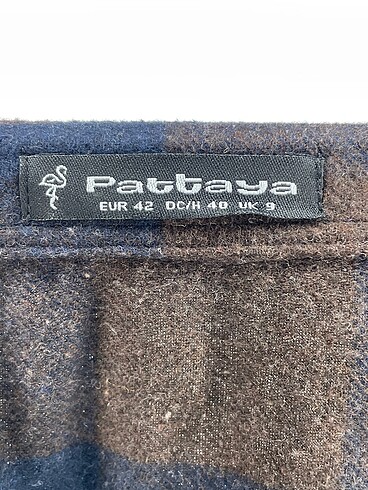 Pattaya
EUR 42 DC/H 40 UK 9